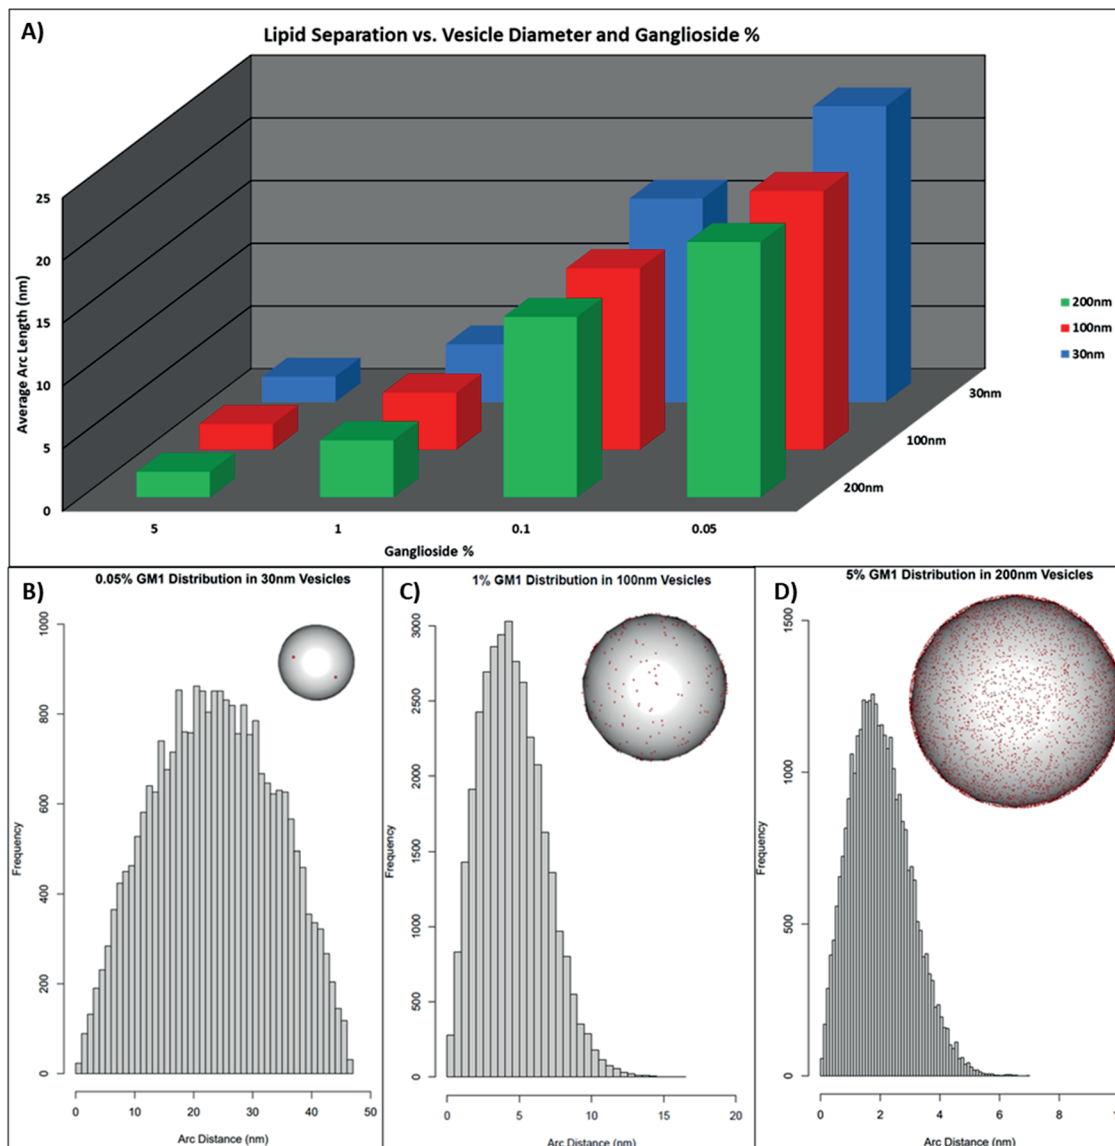 A)
Lipid Separation vs. Vesicle Diameter and Ganglioside %
Average Arc Length (nm)
25
20
15
10
5
0
5 1 0.1 0.05
Ganglioside %
30nm
100nm
200nm
200nm
100nm
30nm
B)
0.05% GM1 Distribution in 30nm Vesicles
Frequency
1000
800
600
400
200
0
0 10 20 30 40 50
Arc Distance (nm)
C)
1% GM1 Distribution in 100nm Vesicles
Frequency
3000
2500
2000
1500
1000
500
0
0 5 10 15 20
Arc Distance (nm)
D)
5% GM1 Distribution in 200nm Vesicles
Frequency
1500
1000
500
0
0 2 4 6 8
Arc Distance (nm)